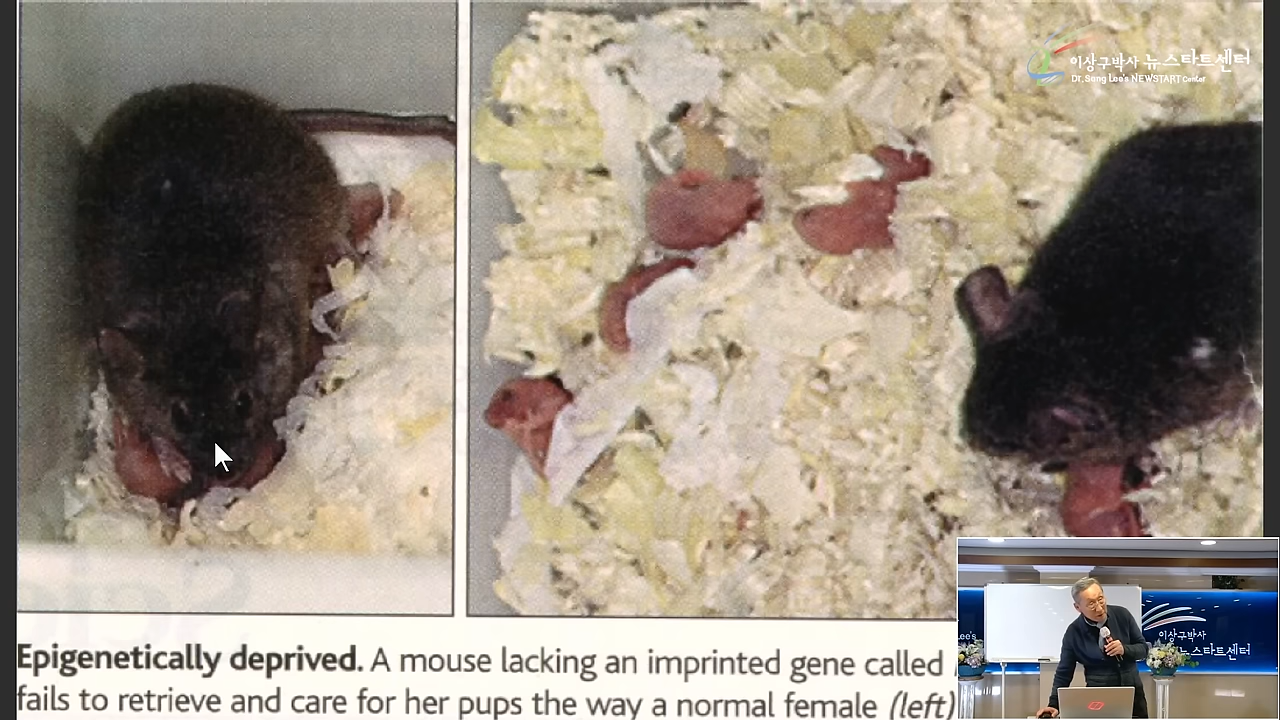 이상구박사 뉴스타트센터
Dr. Sang Lee's NEWSTART Center
Epigenetically deprived. A mouse lacking an imprinted gene called
fails to retrieve and care for her pups the way a normal female (left)
ee's
이상구박사
뉴스타트센터